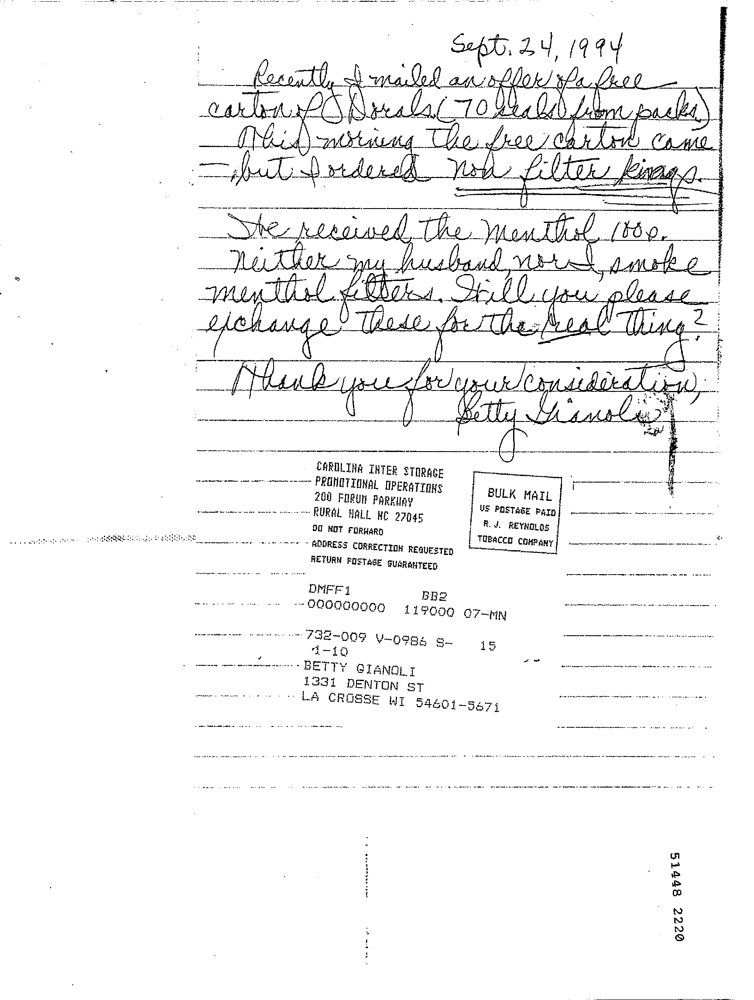 Sept. 24, 1994
Recently I mailed an offer of a free
carton of Dorals (70 seals from packs)
This morning the free carton came
–, but I ordered non filter kings.
We received the Menthol 100s.
Neither my husband, nor I, smoke
menthol filters. Will you please
exchange these for the real thing?
Thank you for your consideration,
Betty Gianoli
CAROLINA INTER STORAGE
PROMOTIONAL OPERATIONS
200 FORUM PARKWAY
RURAL HALL NC 27045
DO NOT FORWARD
ADDRESS CORRECTION REQUESTED
RETURN POSTAGE GUARANTEED
BULK MAIL
US POSTAGE PAID
R. J. REYNOLDS
TOBACCO COMPANY
DMFF1 BB2
000000000 119000 07-MN
732-009 V-0986 S- 15
1-10
BETTY GIANOLI
1331 DENTON ST
LA CROSSE WI 54601-5671
51448 2220